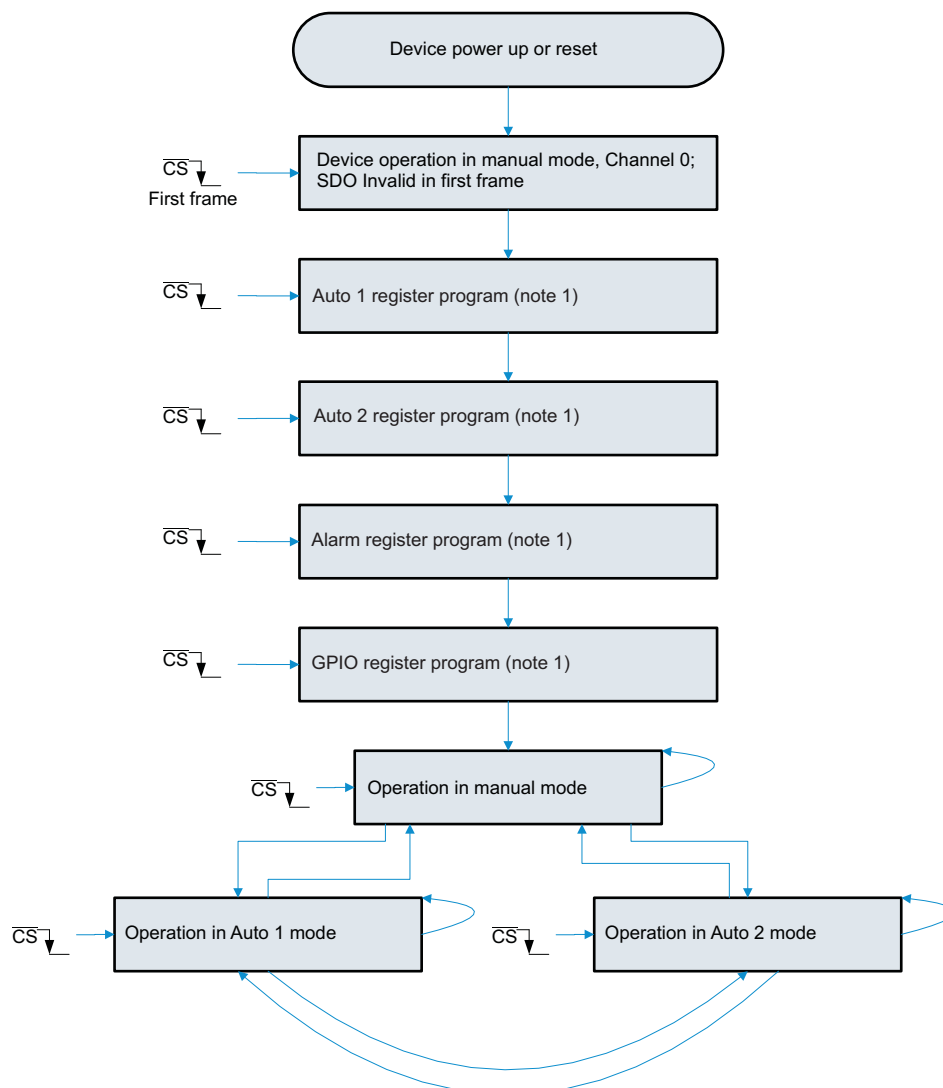 Device power up or reset
CS
First frame
Device operation in manual mode, Channel 0;
SDO Invalid in first frame
CS
Auto 1 register program (note 1)
CS
Auto 2 register program (note 1)
CS
Alarm register program (note 1)
CS
GPIO register program (note 1)
CS
Operation in manual mode
CS
Operation in Auto 1 mode
CS
Operation in Auto 2 mode